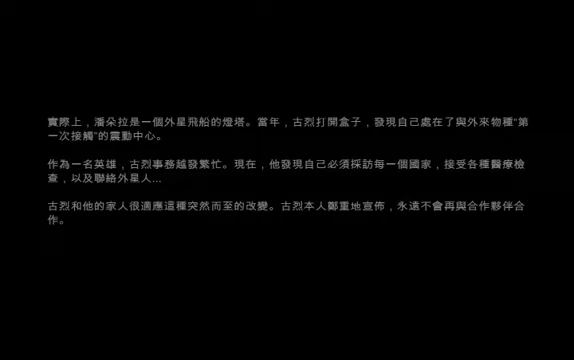 實際上，潘朵拉是一個外星飛船的燈塔。當年，古烈打開盒子，發現自己處在了與外來物種"第
一次接觸"的震動中心。
作為一名英雄，古烈事務越發繁忙。現在，他發現自己必須採訪每一個國家，接受各種醫療檢
查，以及聯絡外星人...
古烈和他的家人很適應這種突然而至的改變。古烈本人鄭重地宣佈，永遠不會再與合作夥伴合
作。